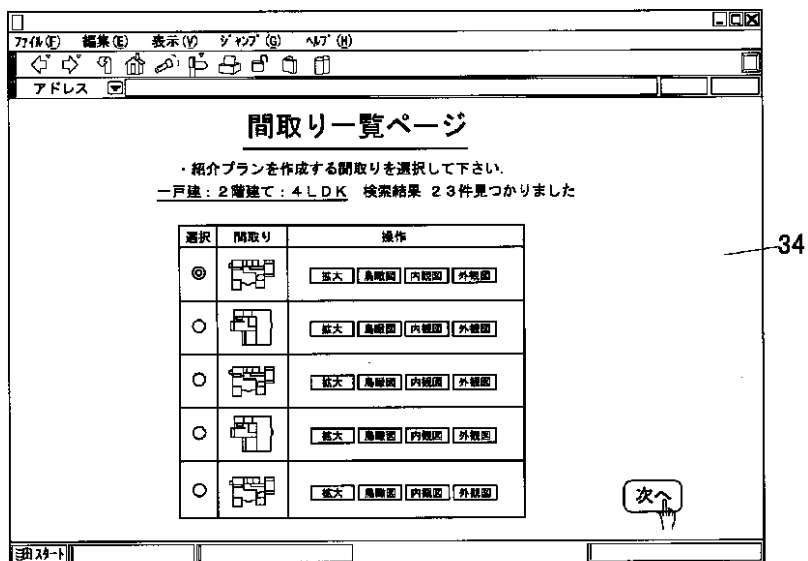 ファイル(F) 編集(E) 表示(V) ジャンプ(G) ヘルプ(H)
アドレス
間取り一覧ページ
・紹介プランを作成する間取りを選択して下さい.
一戸建:2階建て:4LDK 検索結果 23件見つかりました
34
選択 間取り 操作
拡大 鳥瞰図 内観図 外観図
拡大 鳥瞰図 内観図 外観図
拡大 鳥瞰図 内観図 外観図
拡大 鳥瞰図 内観図 外観図
拡大 鳥瞰図 内観図 外観図
次へ
スタート